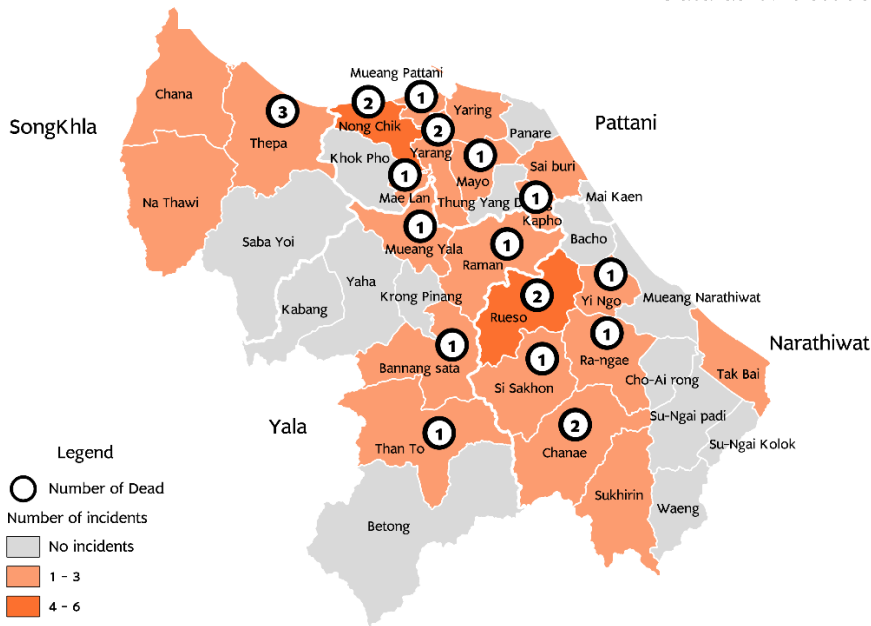 Mueang Pattani
Chana
3
2
1
Yaring
SongKhla
Thepa
Nong Chik
2
Panare
Pattani
Khok Pho
Yarang
1
Sai buri
1
Mayo
Na Thawi
Mae Lan
Thung Yang D
1
Mai Kaen
Kapho
1
Saba Yoi
Mueang Yala
1
Bacho
Raman
Yaha
1
Kabang
Krong Pinang
2
Yi Ngo
Mueang Narathiwat
Rueso
1
Narathiwat
1
1
Ra-ngae
Bannang sata
Si Sakhon
Cho-Ai rong
Tak Bai
Yala
1
2
Su-Ngai padi
Than To
Chanae
Su-Ngai Kolok
Legend
Number of Dead
Sukhirin
Waeng
Number of incidents
Betong
No incidents
1 - 3
4 - 6